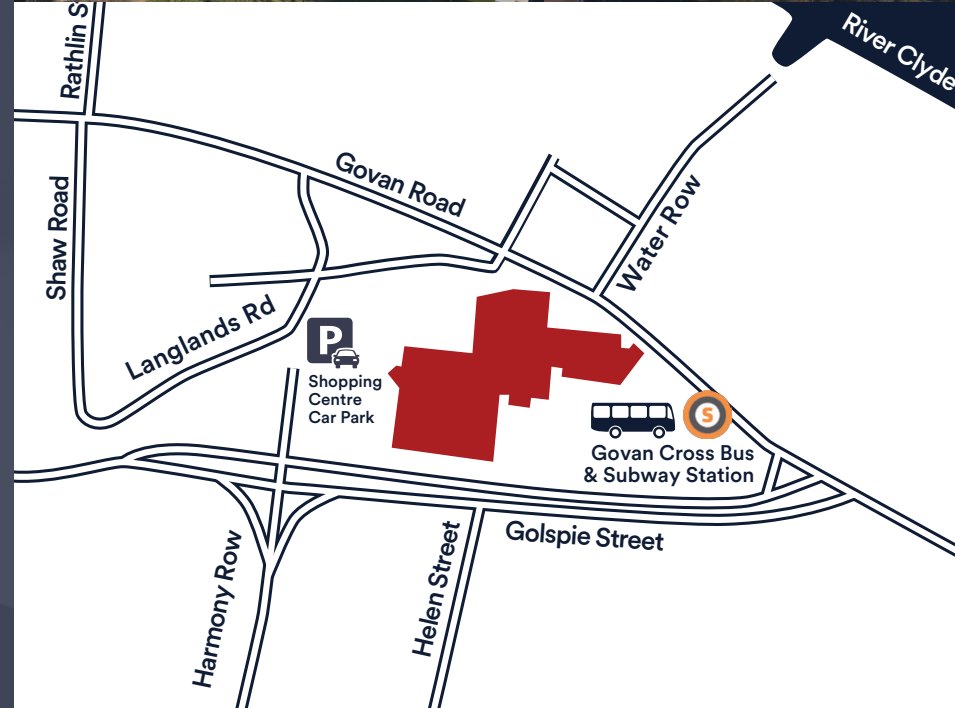 River Clyde
Rathlin S
Govan Road
Shaw Road
Water Row
Langlands Rd
P
Shopping
Centre
Car Park
S
Govan Cross Bus
& Subway Station
Golspie Street
Harmony Row
Helen Street